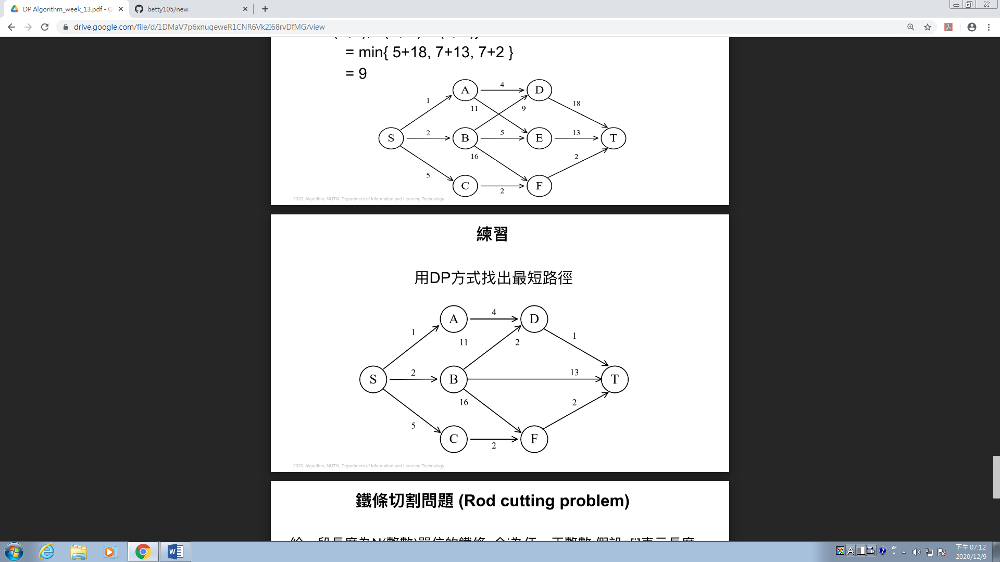 DP Algorithm_week_13.pdf - G
betty105/new
drive.google.com/file/d/1DMaV7p6xnuqeweR1CNR6Vk2I68rvDfMG/view
= min{ 5+18, 7+13, 7+2 }
= 9
A 4 D
1 11 9 18
S 2 B 5 E 13 T
16 2
5 C 2 F
2020, Algorithm, NUTN, Department of Information and Learning Technology.
練習
用DP方式找出最短路徑
A 4 D
1 11 2 1
S 2 B 13 T
16 2
5 C 2 F
2020, Algorithm, NUTN, Department of Information and Learning Technology.
鐵條切割問題 (Rod cutting problem)
下午 07:12
2020/12/9